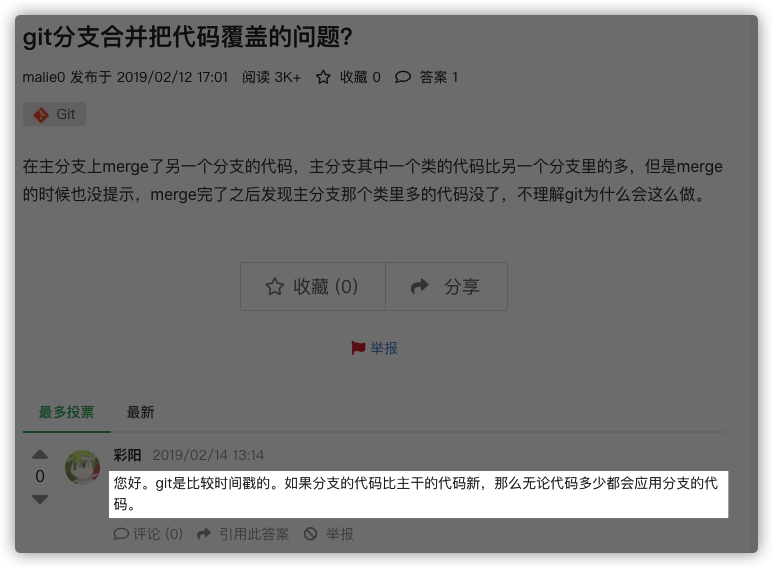 git分支合并把代码覆盖的问题?
malie0 发布于 2019/02/12 17:01 阅读 3K+ 收藏 0 答案 1
Git
在主分支上merge了另一个分支的代码，主分支其中一个类的代码比另一个分支里的多，但是merge
的时候也没提示，merge完了之后发现主分支那个类里多的代码没了，不理解git为什么会这么做。
收藏 (0) 分享
举报
最多投票 最新
彩阳 2019/02/14 13:14
0
您好。git是比较时间戳的。如果分支的代码比主干的代码新，那么无论代码多少都会应用分支的代
码。
评论 (0) 引用此答案 举报